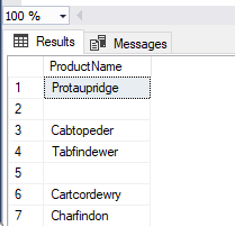 100 %
Results Messages
ProductName
1 Protaupridge
2
3 Cabtopeder
4 Tabfindewer
5
6 Cartcordewry
7 Charfindon